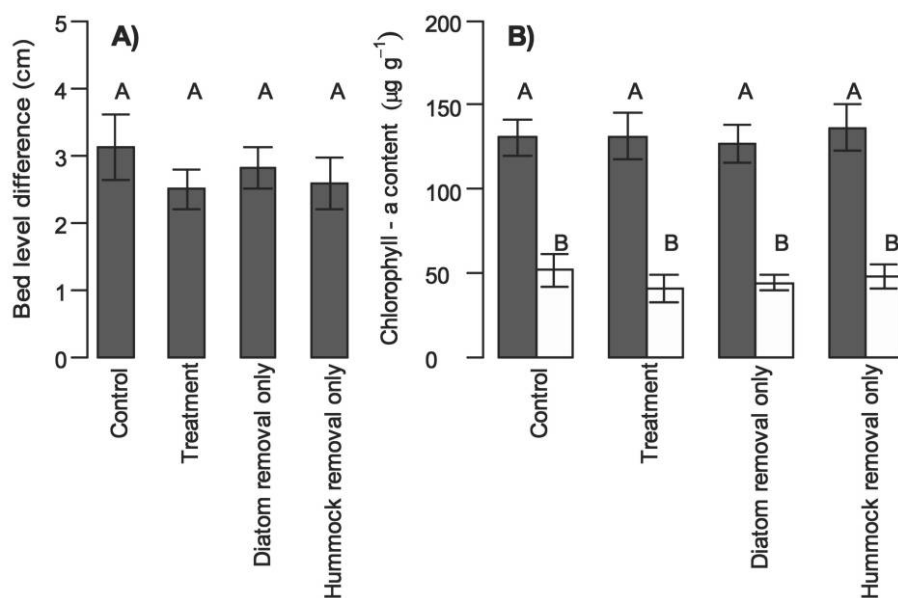 A)
Bed level difference (cm)
5
4
3
2
1
0
A
A
A
A
Control
Treatment
Diatom removal only
Hummock removal only
B)
Chlorophyll - a content (µg g⁻¹)
200
150
100
50
0
A
B
A
B
A
B
A
B
Control
Treatment
Diatom removal only
Hummock removal only